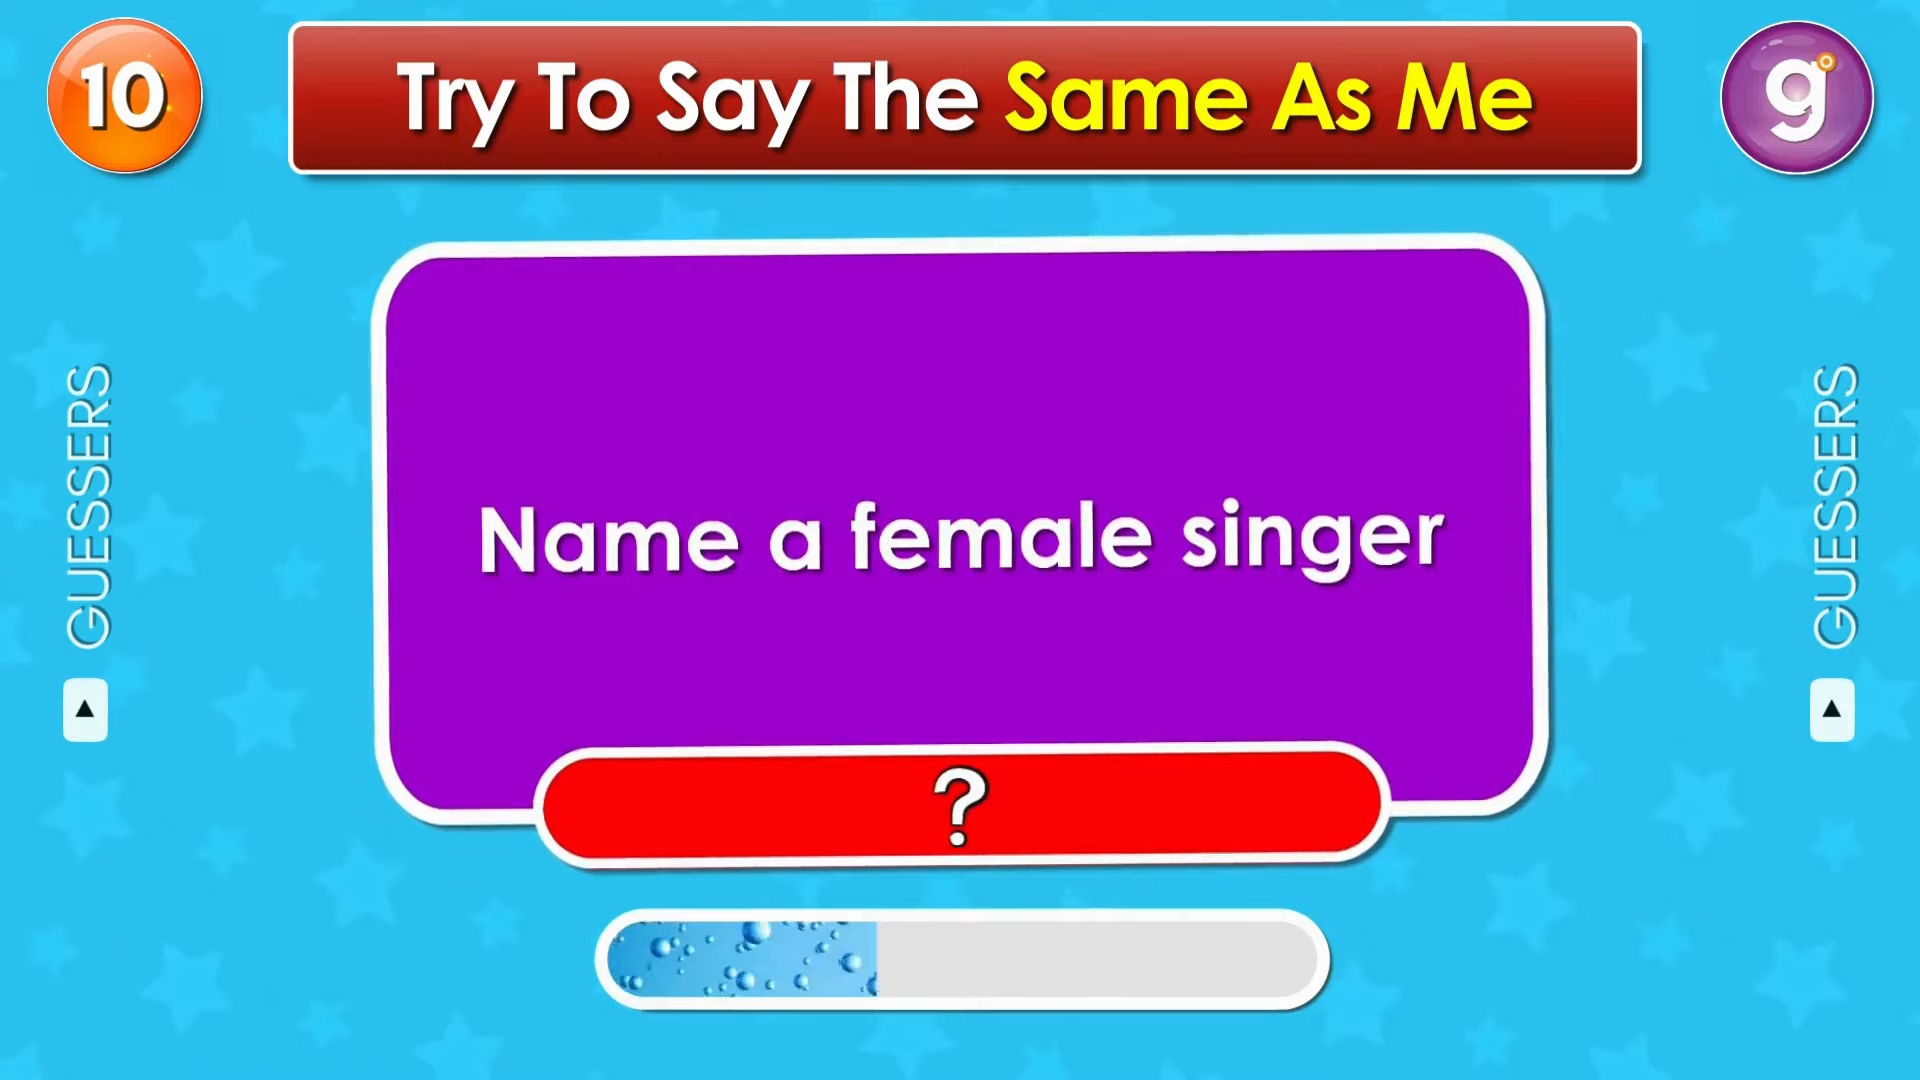 10
Try To Say The Same As Me
g
GUESSERS
GUESSERS
Name a female singer
?